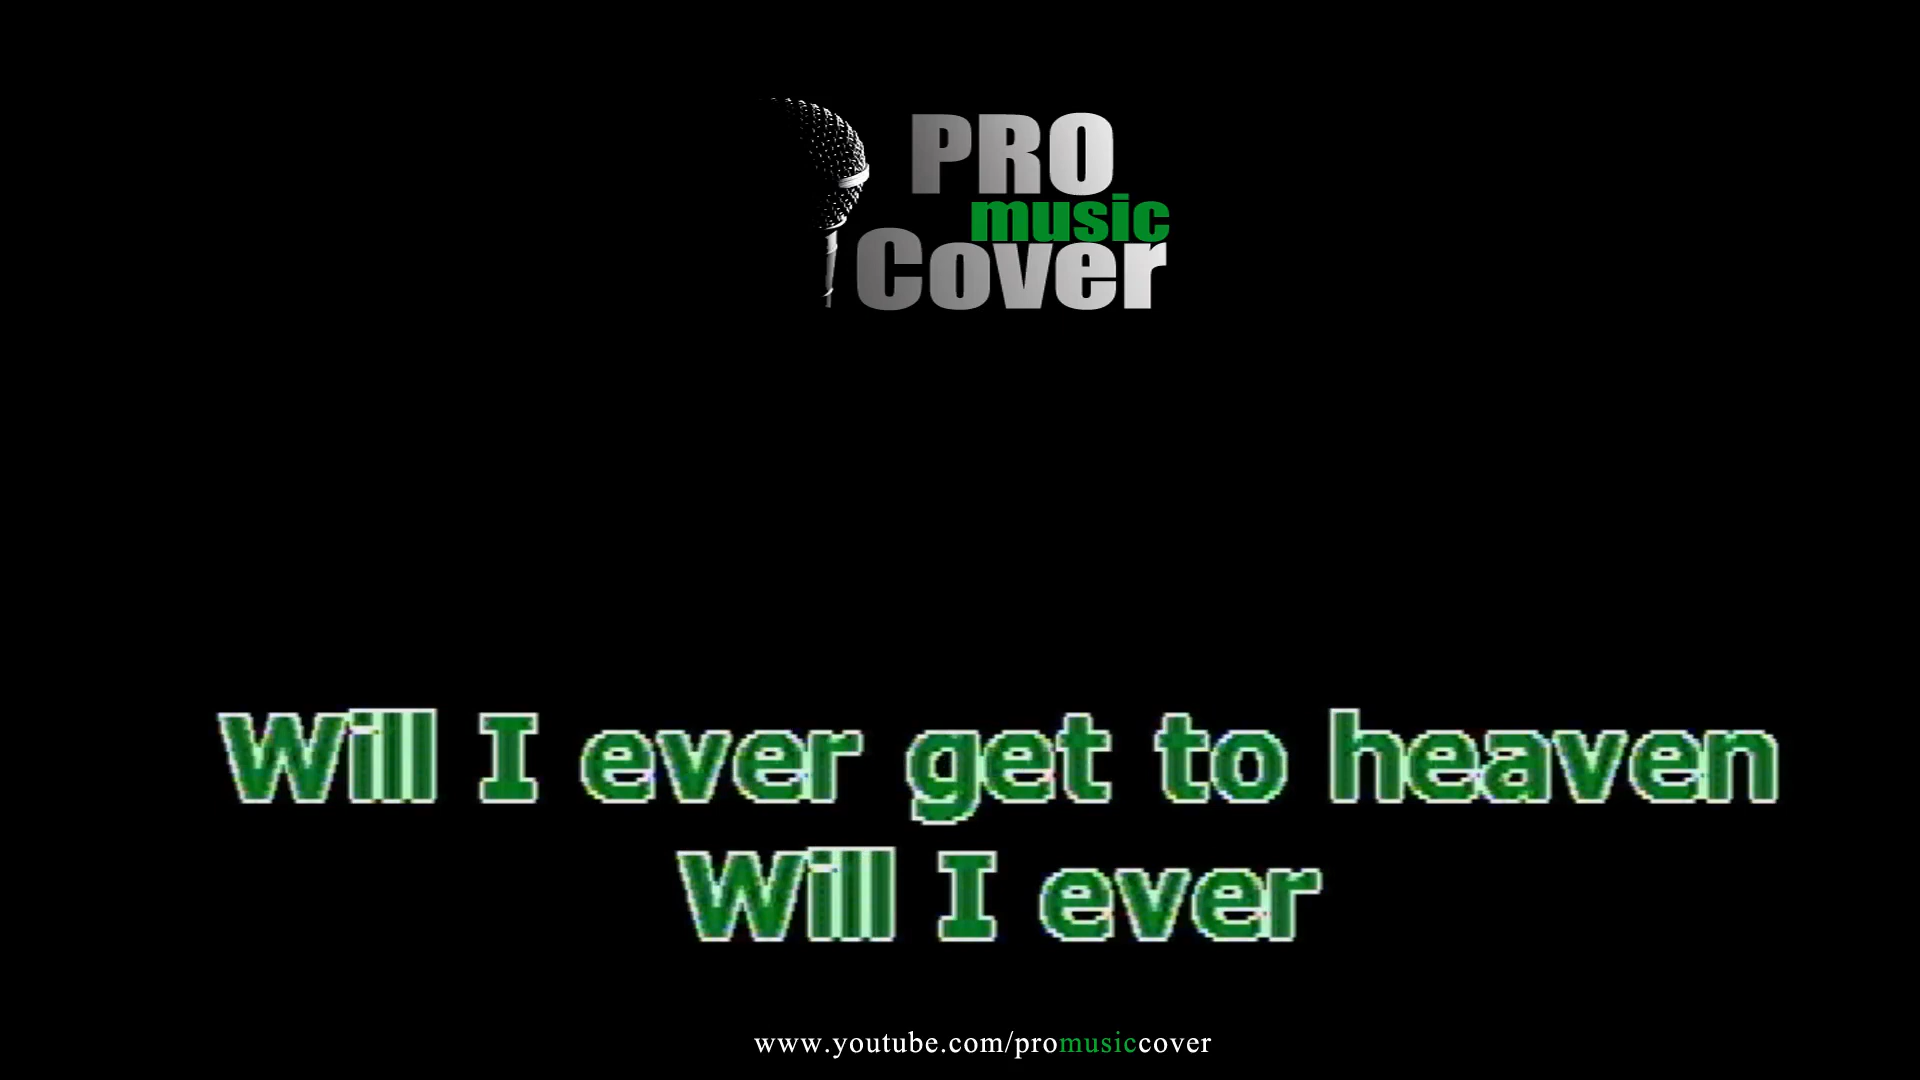 PRO
music
Cover
Will I ever get to heaven
Will I ever
www.youtube.com/promusiccover